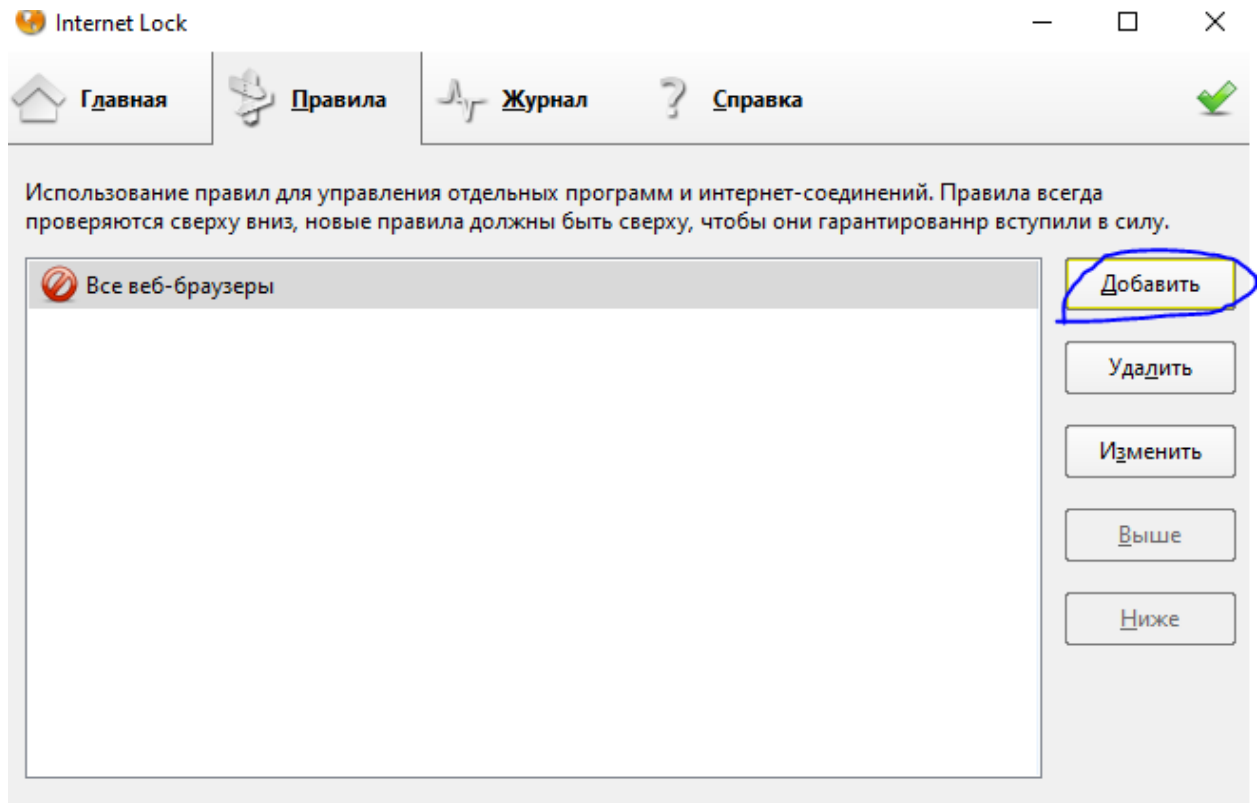 Internet Lock
Главная Правила Журнал Справка
Использование правил для управления отдельных программ и интернет-соединений. Правила всегда
проверяются сверху вниз, новые правила должны быть сверху, чтобы они гарантированнр вступили в силу.
Все веб-браузеры
Добавить
Удалить
Изменить
Выше
Ниже